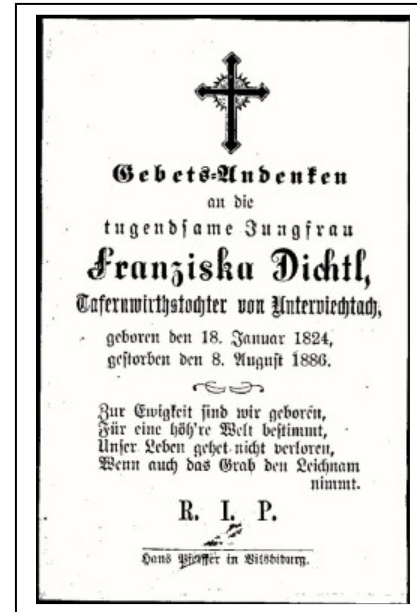 Gebets-Andenken
an die
tugendsame Jungfrau
Franziska Dichtl,
Tafernwirthstochter von Unterviechtach,
geboren den 18. Januar 1824,
gestorben den 8. August 1886.
Zur Ewigkeit sind wir geboren,
Für eine höh're Welt bestimmt,
Unser Leben gehet nicht verloren,
Wenn auch das Grab den Leichnam
nimmt.
R. I. P.
Hans Pfeiffer in Vilsbiburg.